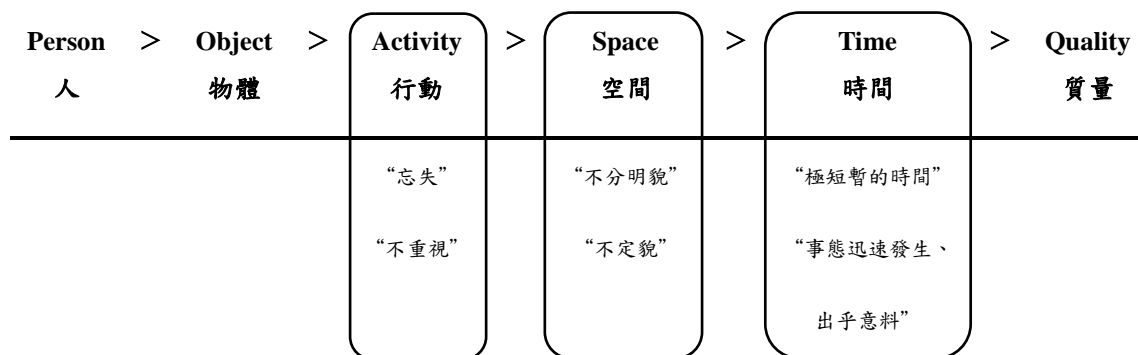 Person > Object > Activity > Space > Time > Quality
人 物體 行動 空間 時間 質量
“忘失” “不分明貌” “極短暫的時間”
“不重視” “不定貌” “事態迅速發生、
出乎意料”